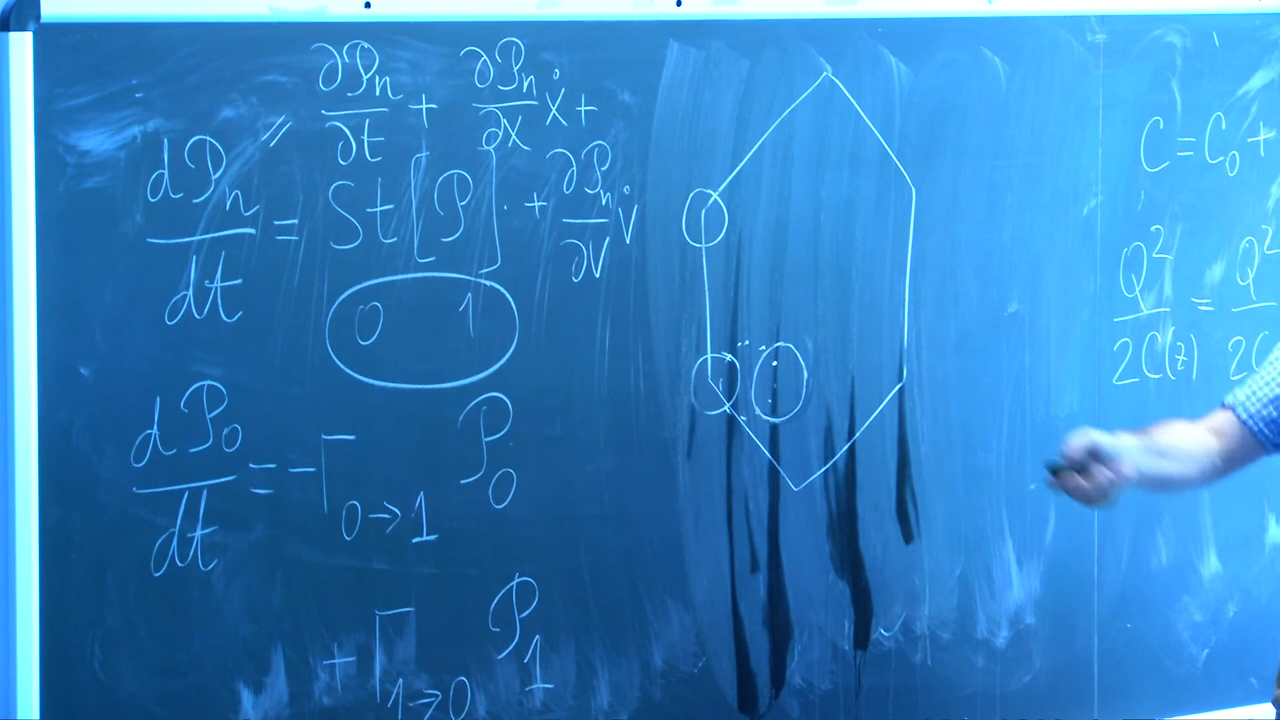 = ∂Pn/∂t + ∂Pn/∂x ẋ +
dPn/dt = St[P] + ∂Pn/∂v v̇
0 1
dP₀/dt = -Γ₀→₁ P₀
+ Γ₁→₀ P₁
C = C₀ +
Q²/2C(z) = Q²/2C